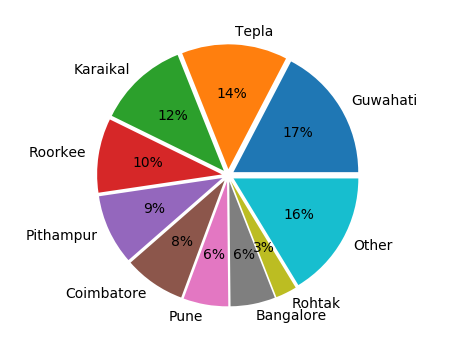 Tepla
Karaikal
14%
Guwahati
12%
17%
Roorkee
10%
9%
16%
Pithampur
8%
Other
6%
6%
3%
Coimbatore
Rohtak
Pune
Bangalore